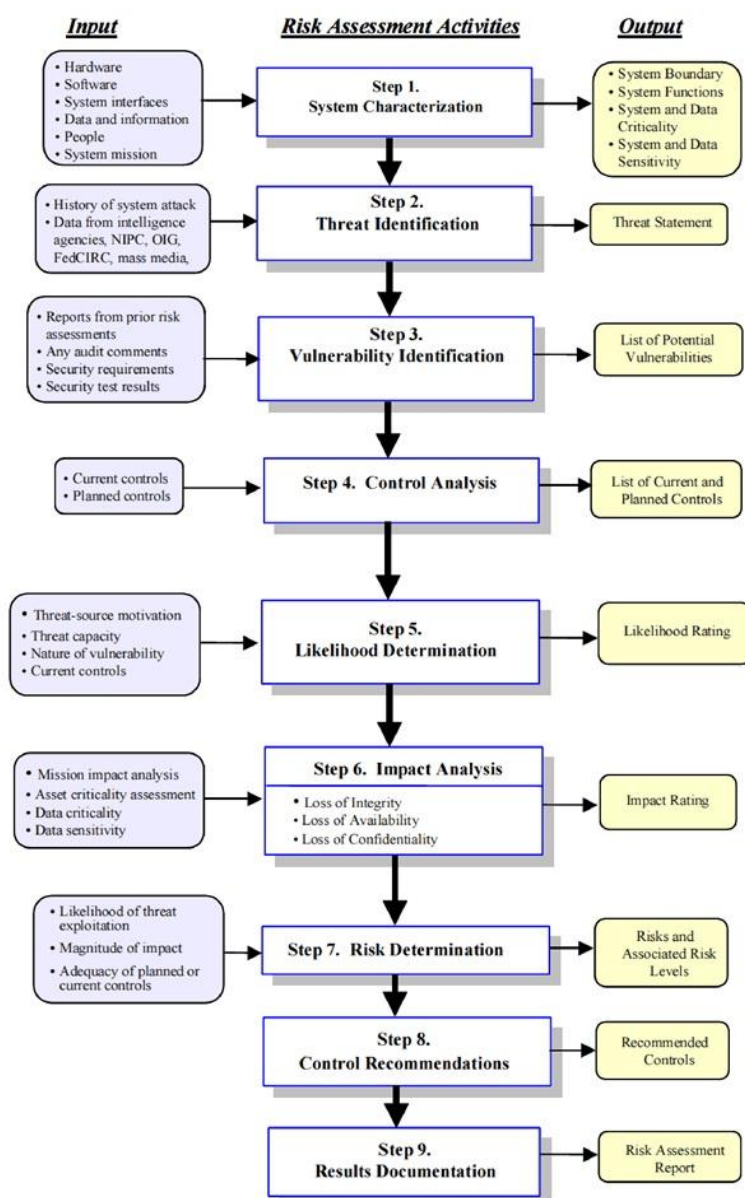 Input
Risk Assessment Activities
Output
• Hardware
• Software
• System interfaces
• Data and information
• People
• System mission
Step 1.
System Characterization
• System Boundary
• System Functions
• System and Data
Criticality
• System and Data
Sensitivity
• History of system attack
• Data from intelligence
agencies, NIPC, OIG,
FedCIRC, mass media,
Step 2.
Threat Identification
Threat Statement
• Reports from prior risk
assessments
• Any audit comments
• Security requirements
• Security test results
Step 3.
Vulnerability Identification
List of Potential
Vulnerabilities
• Current controls
• Planned controls
Step 4. Control Analysis
List of Current and
Planned Controls
• Threat-source motivation
• Threat capacity
• Nature of vulnerability
• Current controls
Step 5.
Likelihood Determination
Likelihood Rating
• Mission impact analysis
• Asset criticality assessment
• Data criticality
• Data sensitivity
Step 6. Impact Analysis
• Loss of Integrity
• Loss of Availability
• Loss of Confidentiality
Impact Rating
• Likelihood of threat
exploitation
• Magnitude of impact
• Adequacy of planned or
current controls
Step 7. Risk Determination
Risks and
Associated Risk
Levels
Step 8.
Control Recommendations
Recommended
Controls
Step 9.
Results Documentation
Risk Assessment
Report